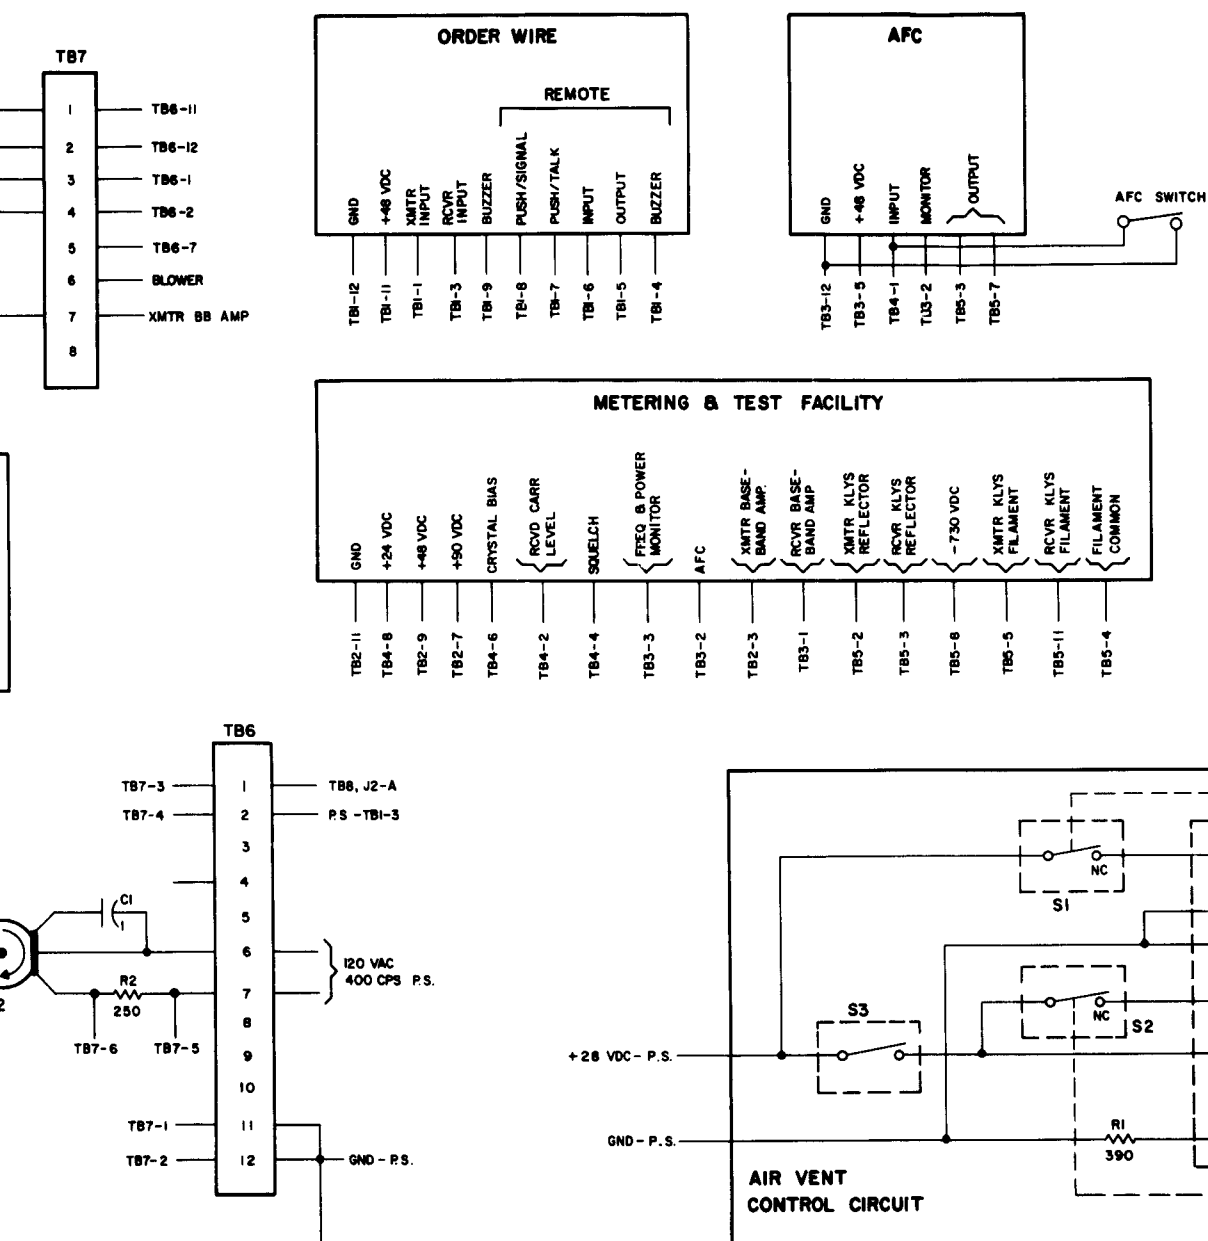 TB7
1 TB6-11
2 TB6-12
3 TB6-1
4 TB6-2
5 TB6-7
6 BLOWER
7 XMTR BB AMP
8
ORDER WIRE
REMOTE
GND
+48 VDC
XMTR
INPUT
RCVR
INPUT
BUZZER
PUSH/SIGNAL
PUSH/TALK
INPUT
OUTPUT
BUZZER
TB1-12
TB1-11
TB1-1
TB1-3
TB1-9
TB1-8
TB1-7
TB1-6
TB1-5
TB1-4
AFC
GND
+48 VDC
INPUT
MONITOR
OUTPUT
AFC SWITCH
TB3-12
TB3-5
TB4-1
TB3-2
TB5-3
TB5-7
METERING & TEST FACILITY
GND
+24 VDC
+48 VDC
+90 VDC
CRYSTAL BIAS
RCVD CARR
LEVEL
SQUELCH
FREQ & POWER
MONITOR
AFC
XMTR BASE-
BAND AMP.
RCVR BASE-
BAND AMP
XMTR KLYS
REFLECTOR
RCVR KLYS
REFLECTOR
-730 VDC
XMTR KLYS
FILAMENT
RCVR KLYS
FILAMENT
FILAMENT
COMMON
TB2-11
TB4-8
TB2-9
TB2-7
TB4-6
TB4-2
TB4-4
TB3-3
TB3-2
TB2-3
TB3-1
TB5-2
TB5-3
TB5-8
TB5-5
TB5-11
TB5-4
TB6
TB7-3 1 TB8, J2-A
TB7-4 2 P.S -TB1-3
3
4
5
6
7
8
9
10
TB7-1 11
TB7-2 12 GND-P.S.
C1
1
R2
250
2
TB7-6 TB7-5
120 VAC
400 CPS P.S.
S1
NC
S2
NC
S3
+28 VDC-P.S.
GND-P.S.
R1
390
AIR VENT
CONTROL CIRCUIT